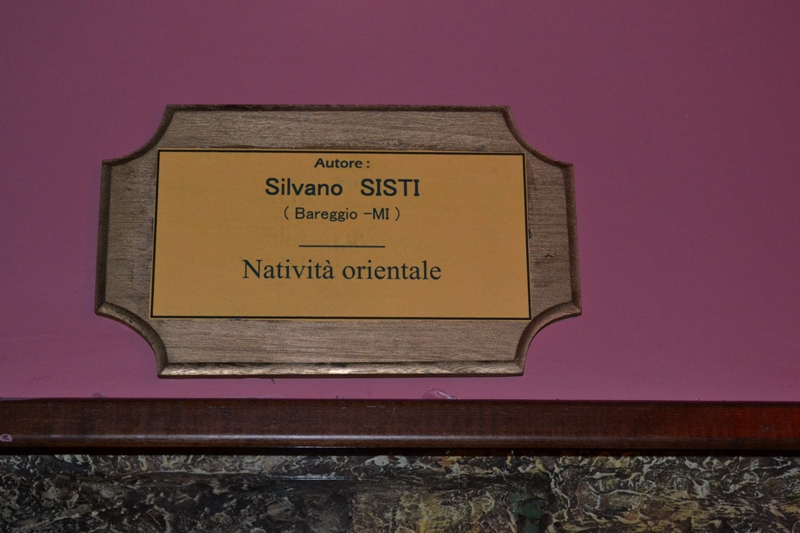 Autore :
Silvano SISTI
( Bareggio -MI )
Natività orientale